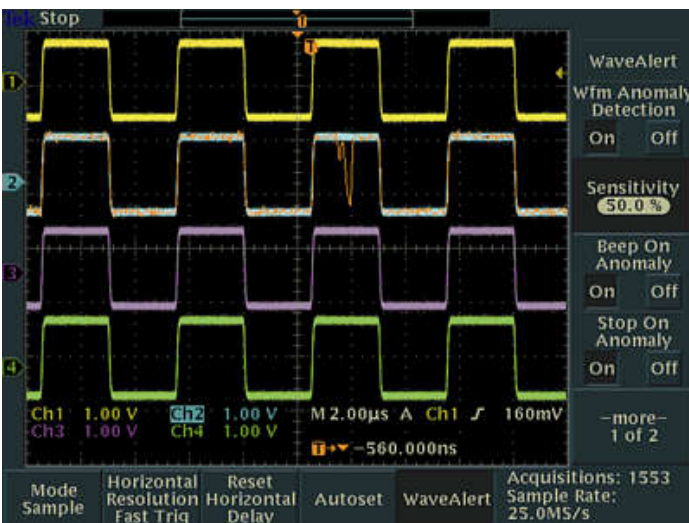 Tek Stop
T
T
1
2
3
4
WaveAlert
Wfm Anomaly
Detection
On Off
Sensitivity
50.0 %
Beep On
Anomaly
On Off
Stop On
Anomaly
On Off
-more-
1 of 2
Ch1 1.00 V Ch2 1.00 V M 2.00µs A Ch1 160mV
Ch3 1.00 V Ch4 1.00 V
T -560.000ns
Mode
Sample
Horizontal
Resolution
Fast Trig
Reset
Horizontal
Delay
Autoset
WaveAlert
Acquisitions: 1553
Sample Rate:
25.0MS/s